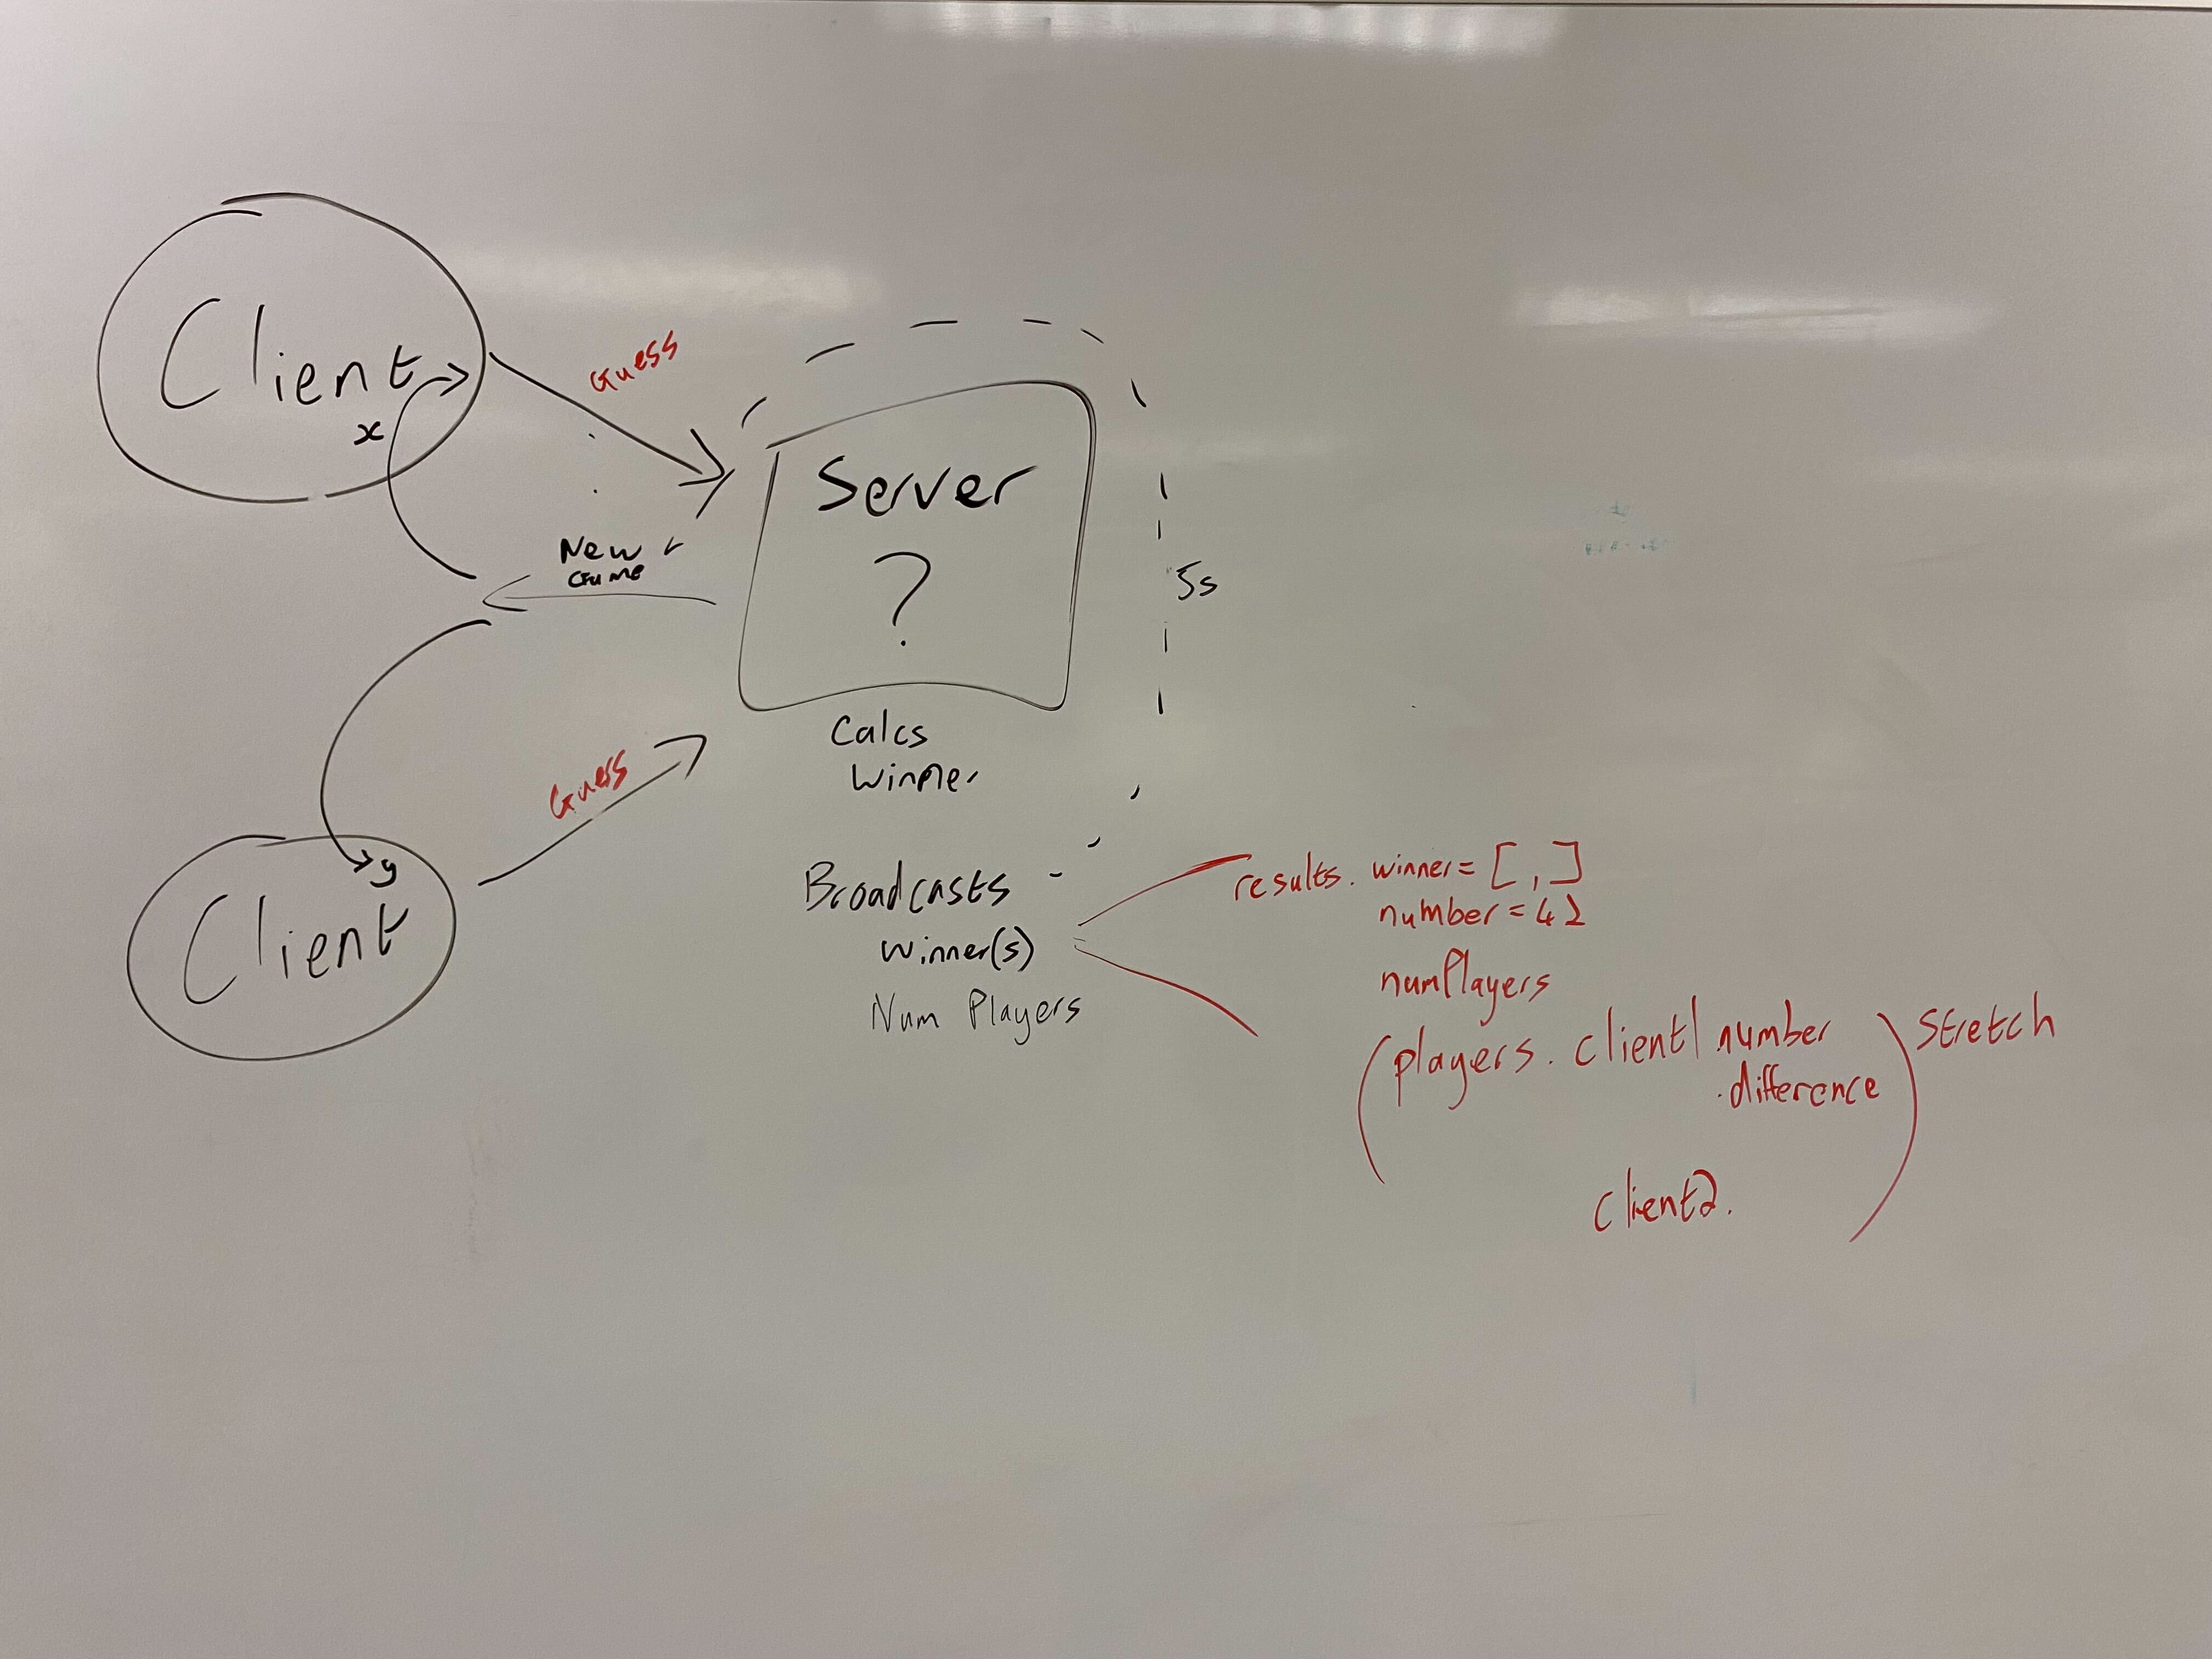 Client
x
Guess
Server
?
New
Game
5s
Calcs
Winner
Guess
y
Client
Broadcasts
Winner(s)
Num Players
results. winner = [ , ]
number = 42
numPlayers
(players. client1 number
.difference
client2.
) Stretch